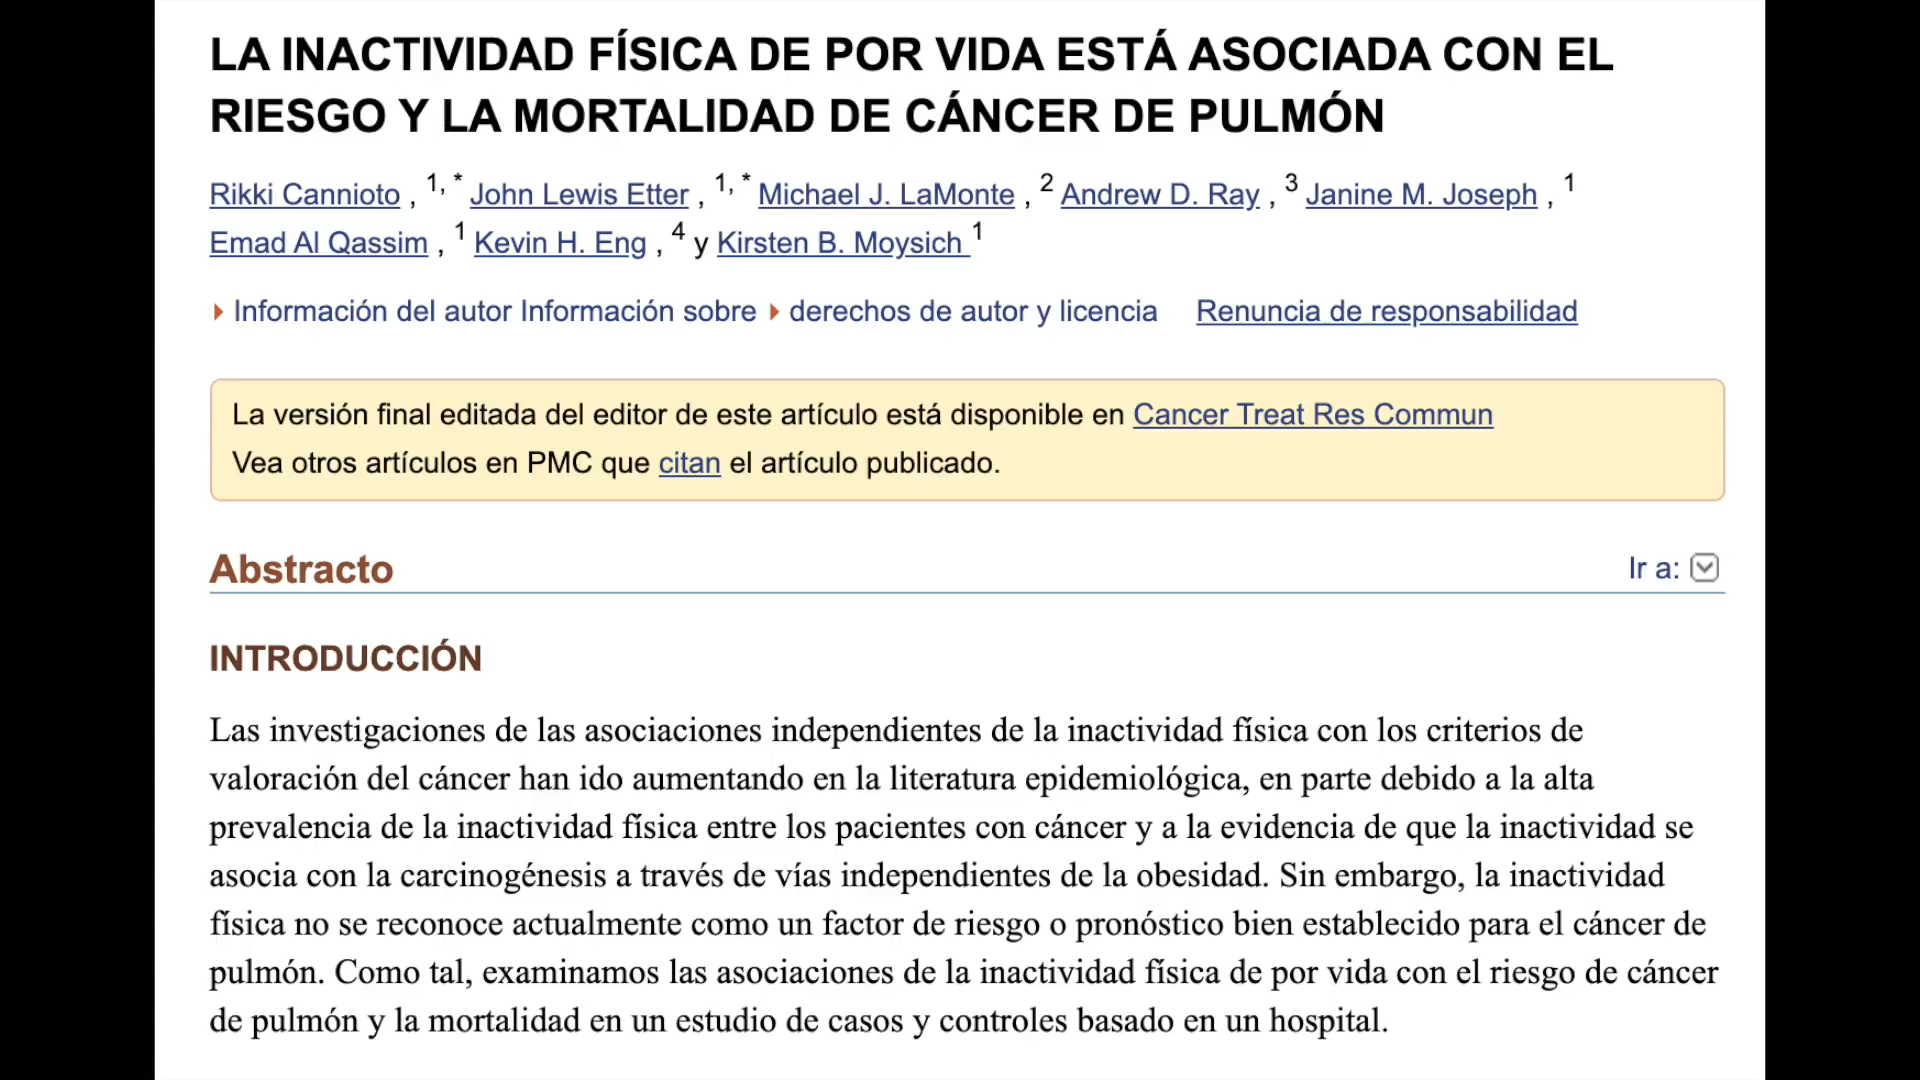 LA INACTIVIDAD FÍSICA DE POR VIDA ESTÁ ASOCIADA CON EL
RIESGO Y LA MORTALIDAD DE CÁNCER DE PULMÓN
Rikki Cannioto , 1, * John Lewis Etter , 1, * Michael J. LaMonte , 2 Andrew D. Ray , 3 Janine M. Joseph , 1
Emad Al Qassim , 1 Kevin H. Eng , 4 y Kirsten B. Moysich 1
Información del autor Información sobre derechos de autor y licencia Renuncia de responsabilidad
La versión final editada del editor de este artículo está disponible en Cancer Treat Res Commun
Vea otros artículos en PMC que citan el artículo publicado.
Abstracto Ir a:
INTRODUCCIÓN
Las investigaciones de las asociaciones independientes de la inactividad física con los criterios de
valoración del cáncer han ido aumentando en la literatura epidemiológica, en parte debido a la alta
prevalencia de la inactividad física entre los pacientes con cáncer y a la evidencia de que la inactividad se
asocia con la carcinogénesis a través de vías independientes de la obesidad. Sin embargo, la inactividad
física no se reconoce actualmente como un factor de riesgo o pronóstico bien establecido para el cáncer de
pulmón. Como tal, examinamos las asociaciones de la inactividad física de por vida con el riesgo de cáncer
de pulmón y la mortalidad en un estudio de casos y controles basado en un hospital.